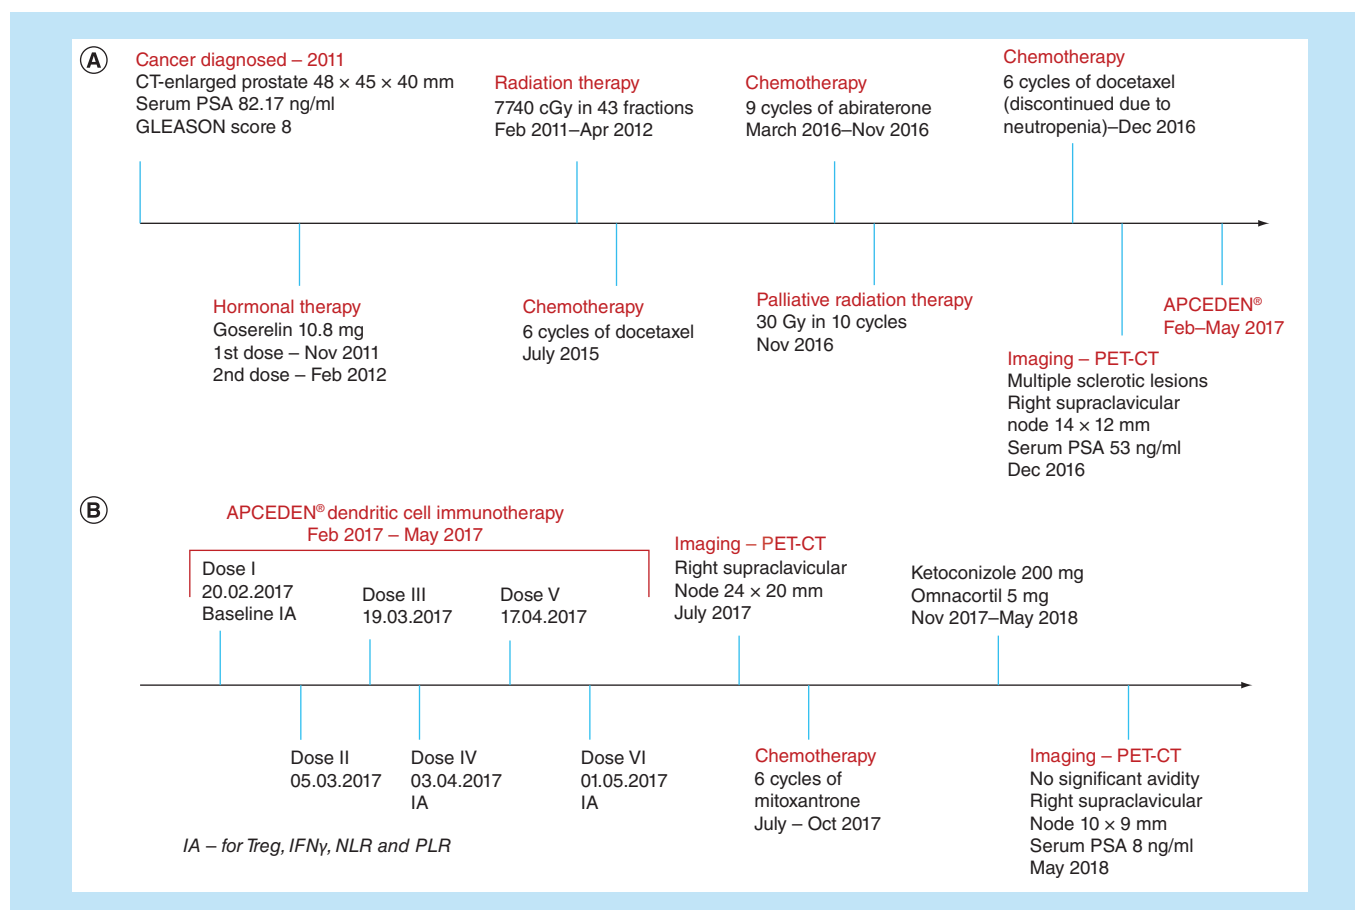 A
Cancer diagnosed – 2011
CT-enlarged prostate 48 × 45 × 40 mm
Serum PSA 82.17 ng/ml
GLEASON score 8
Radiation therapy
7740 cGy in 43 fractions
Feb 2011–Apr 2012
Chemotherapy
9 cycles of abiraterone
March 2016–Nov 2016
Chemotherapy
6 cycles of docetaxel
(discontinued due to
neutropenia)–Dec 2016
Hormonal therapy
Goserelin 10.8 mg
1st dose – Nov 2011
2nd dose – Feb 2012
Chemotherapy
6 cycles of docetaxel
July 2015
Palliative radiation therapy
30 Gy in 10 cycles
Nov 2016
Imaging – PET-CT
Multiple sclerotic lesions
Right supraclavicular
node 14 × 12 mm
Serum PSA 53 ng/ml
Dec 2016
APCEDEN®
Feb–May 2017
B
APCEDEN® dendritic cell immunotherapy
Feb 2017 – May 2017
Dose I
20.02.2017
Baseline IA
Dose III
19.03.2017
Dose V
17.04.2017
Imaging – PET-CT
Right supraclavicular
Node 24 × 20 mm
July 2017
Ketoconizole 200 mg
Omnacortil 5 mg
Nov 2017–May 2018
Dose II
05.03.2017
Dose IV
03.04.2017
IA
Dose VI
01.05.2017
IA
Chemotherapy
6 cycles of
mitoxantrone
July – Oct 2017
Imaging – PET-CT
No significant avidity
Right supraclavicular
Node 10 × 9 mm
Serum PSA 8 ng/ml
May 2018
IA – for Treg, IFNγ, NLR and PLR